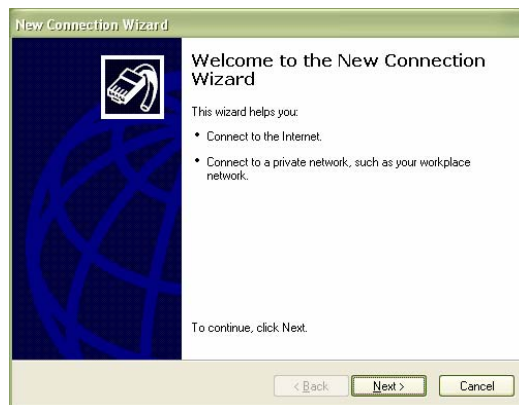 New Connection Wizard
Welcome to the New Connection
Wizard
This wizard helps you:
• Connect to the Internet.
• Connect to a private network, such as your workplace
network.
To continue, click Next.
< Back
Next >
Cancel